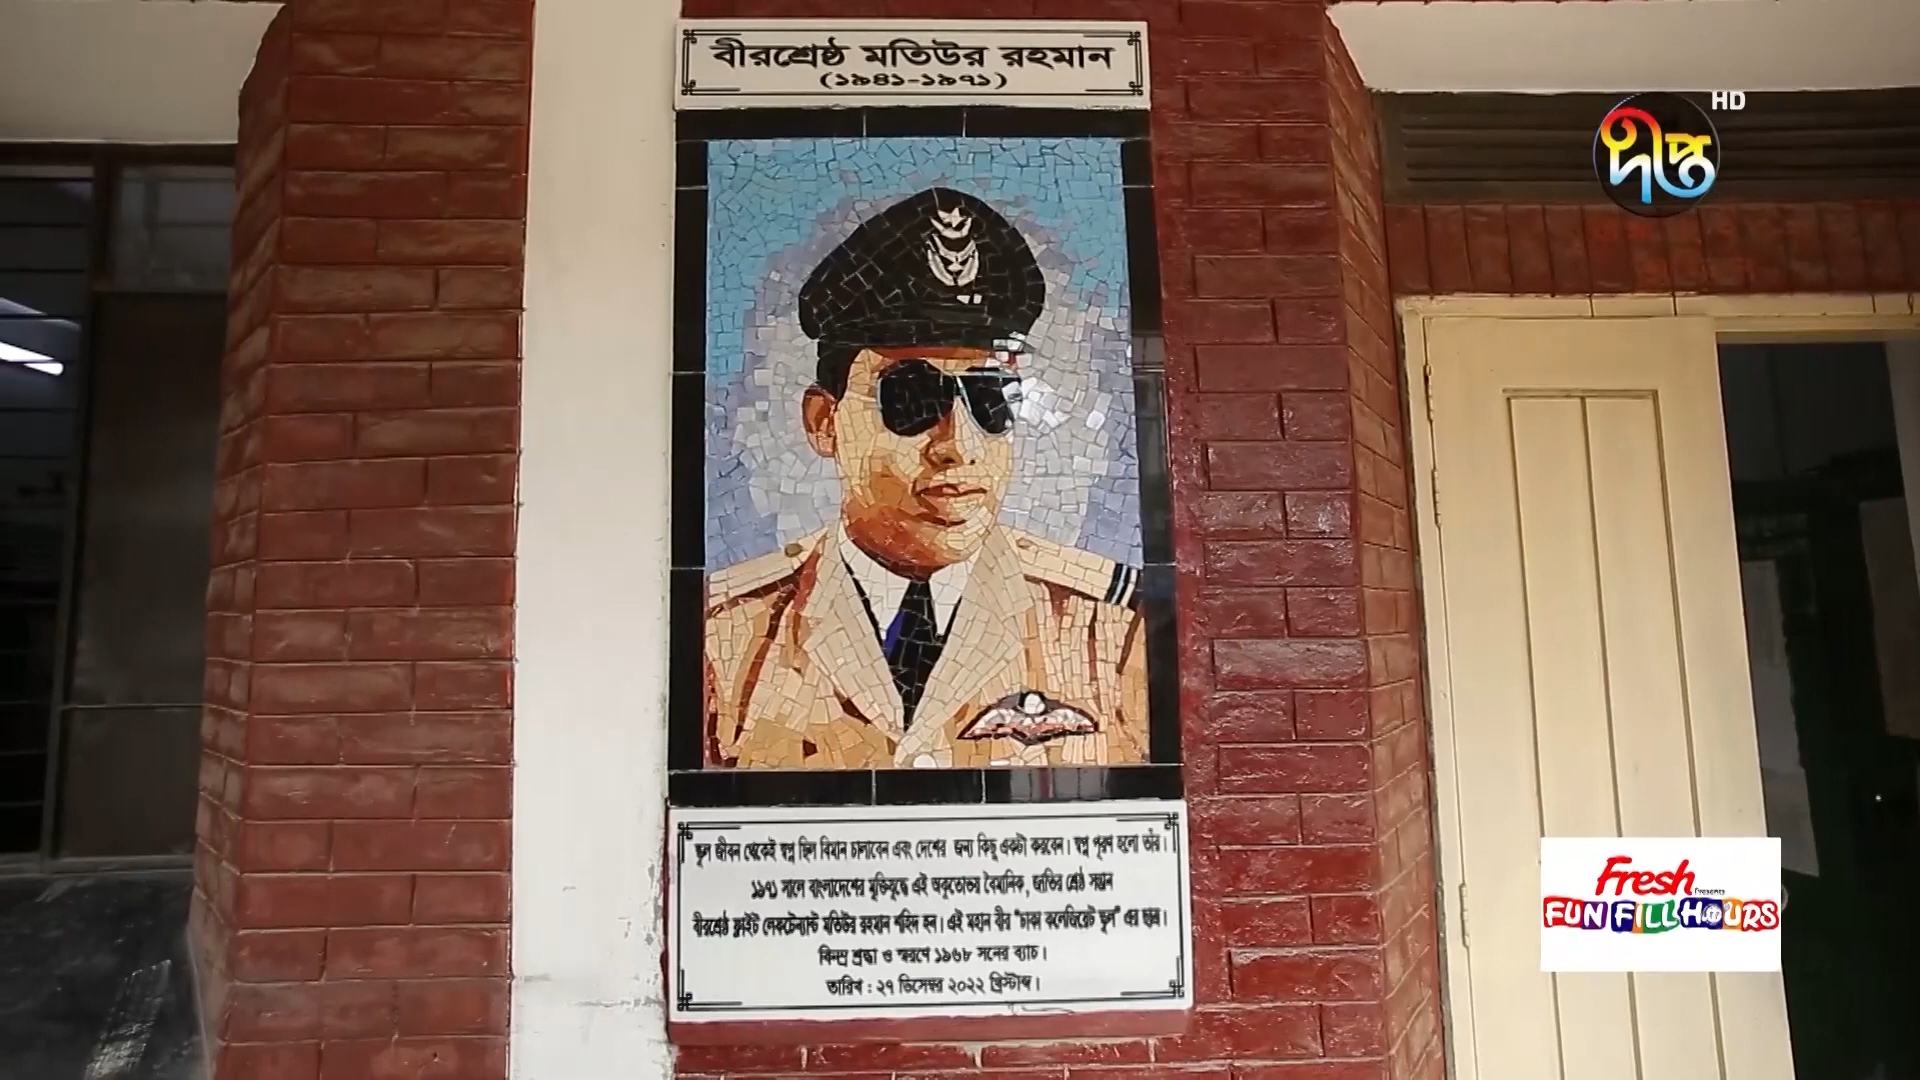 বীরশ্রেষ্ঠ মতিউর রহমান
(১৯৪১-১৯৭১)
HD
দীপ্ত
স্কুল জীবন থেকেই স্বপ্ন ছিল বিমান চালাবেন এবং দেশের জন্য কিছু একটা করবেন। স্বপ্ন পূরণ হলো তাঁর।
১৯৭১ সালে বাংলাদেশের মুক্তিযুদ্ধে এই অকুতোভয় বৈমানিক, জাতির শ্রেষ্ঠ সন্তান
বীরশ্রেষ্ঠ ফ্লাইট লেফটেন্যান্ট মতিউর রহমান শহিদ হন। এই মহান বীর "ঢাকা কলেজিয়েট স্কুল" এর ছাত্র।
বিনম্র শ্রদ্ধা ও স্মরণে ১৯৬৮ সনের ব্যাচ।
তারিখ : ২৭ ডিসেম্বর ২০২২ খ্রিস্টাব্দ।
Fresh
Presents
FUN FILL HOURS